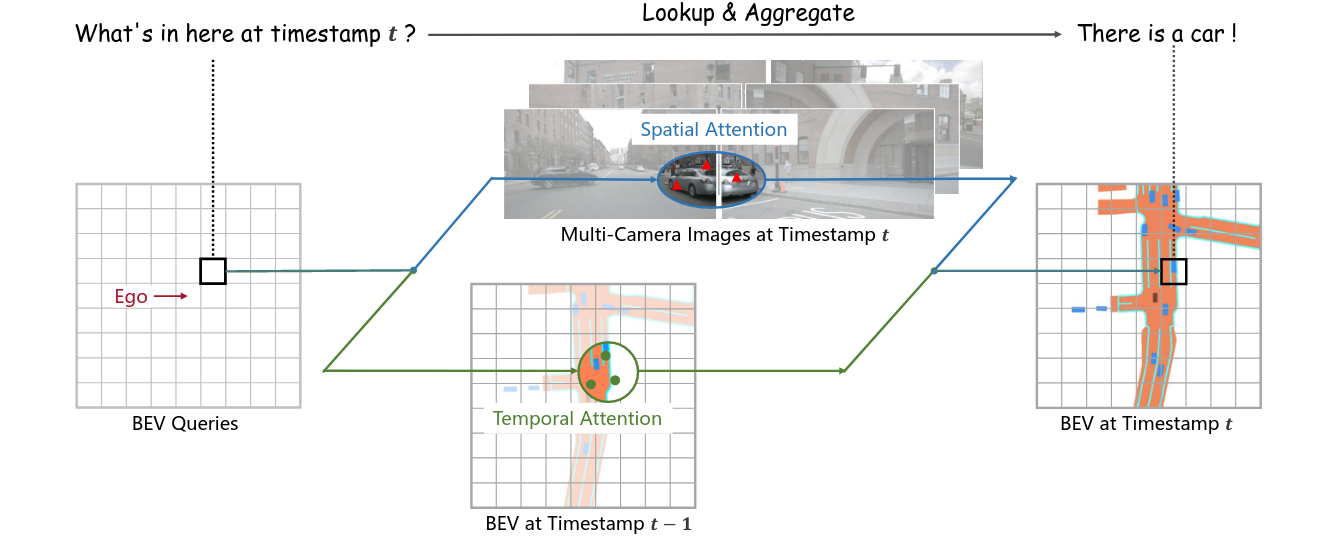 Lookup & Aggregate
What's in here at timestamp t ?
There is a car !
Spatial Attention
Multi-Camera Images at Timestamp t
Ego
BEV Queries
Temporal Attention
BEV at Timestamp t
BEV at Timestamp t − 1